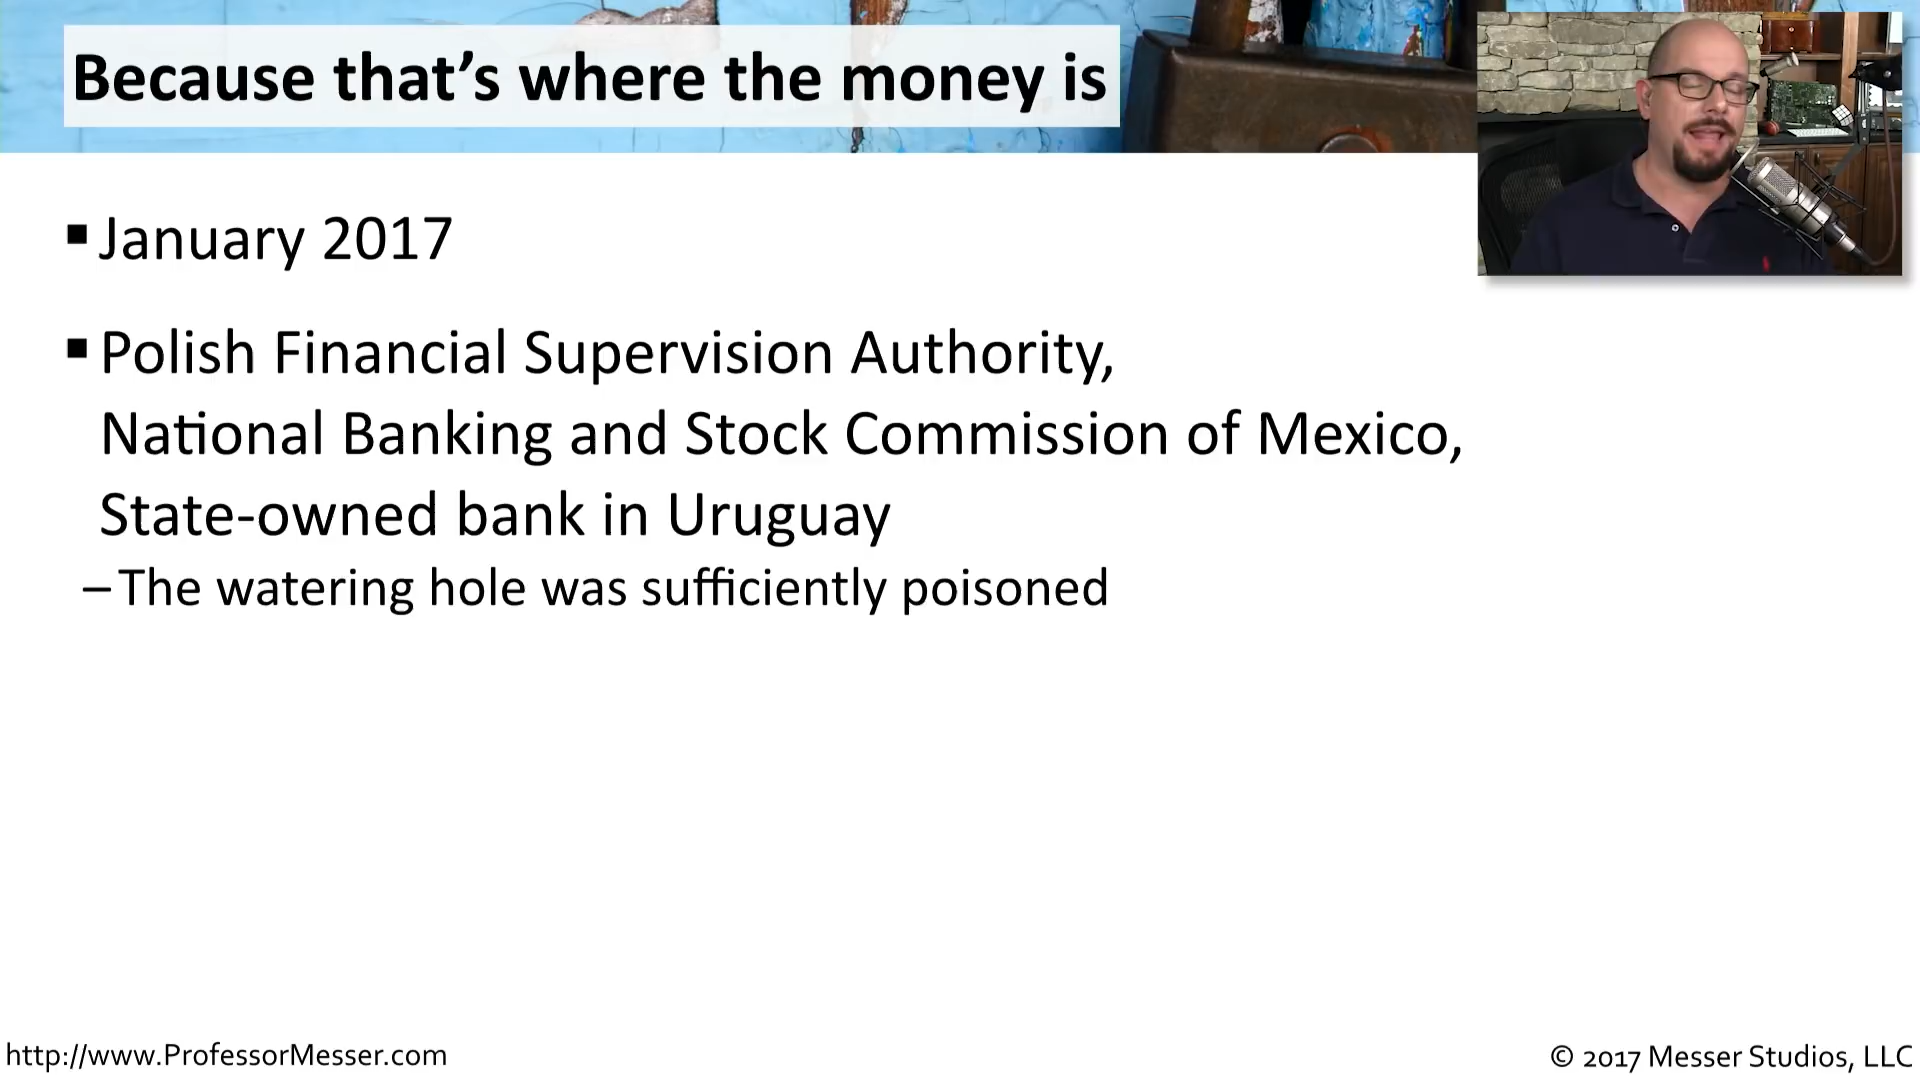 Because that’s where the money is
▪ January 2017
▪ Polish Financial Supervision Authority,
National Banking and Stock Commission of Mexico,
State-owned bank in Uruguay
– The watering hole was sufficiently poisoned
http://www.ProfessorMesser.com
© 2017 Messer Studios, LLC